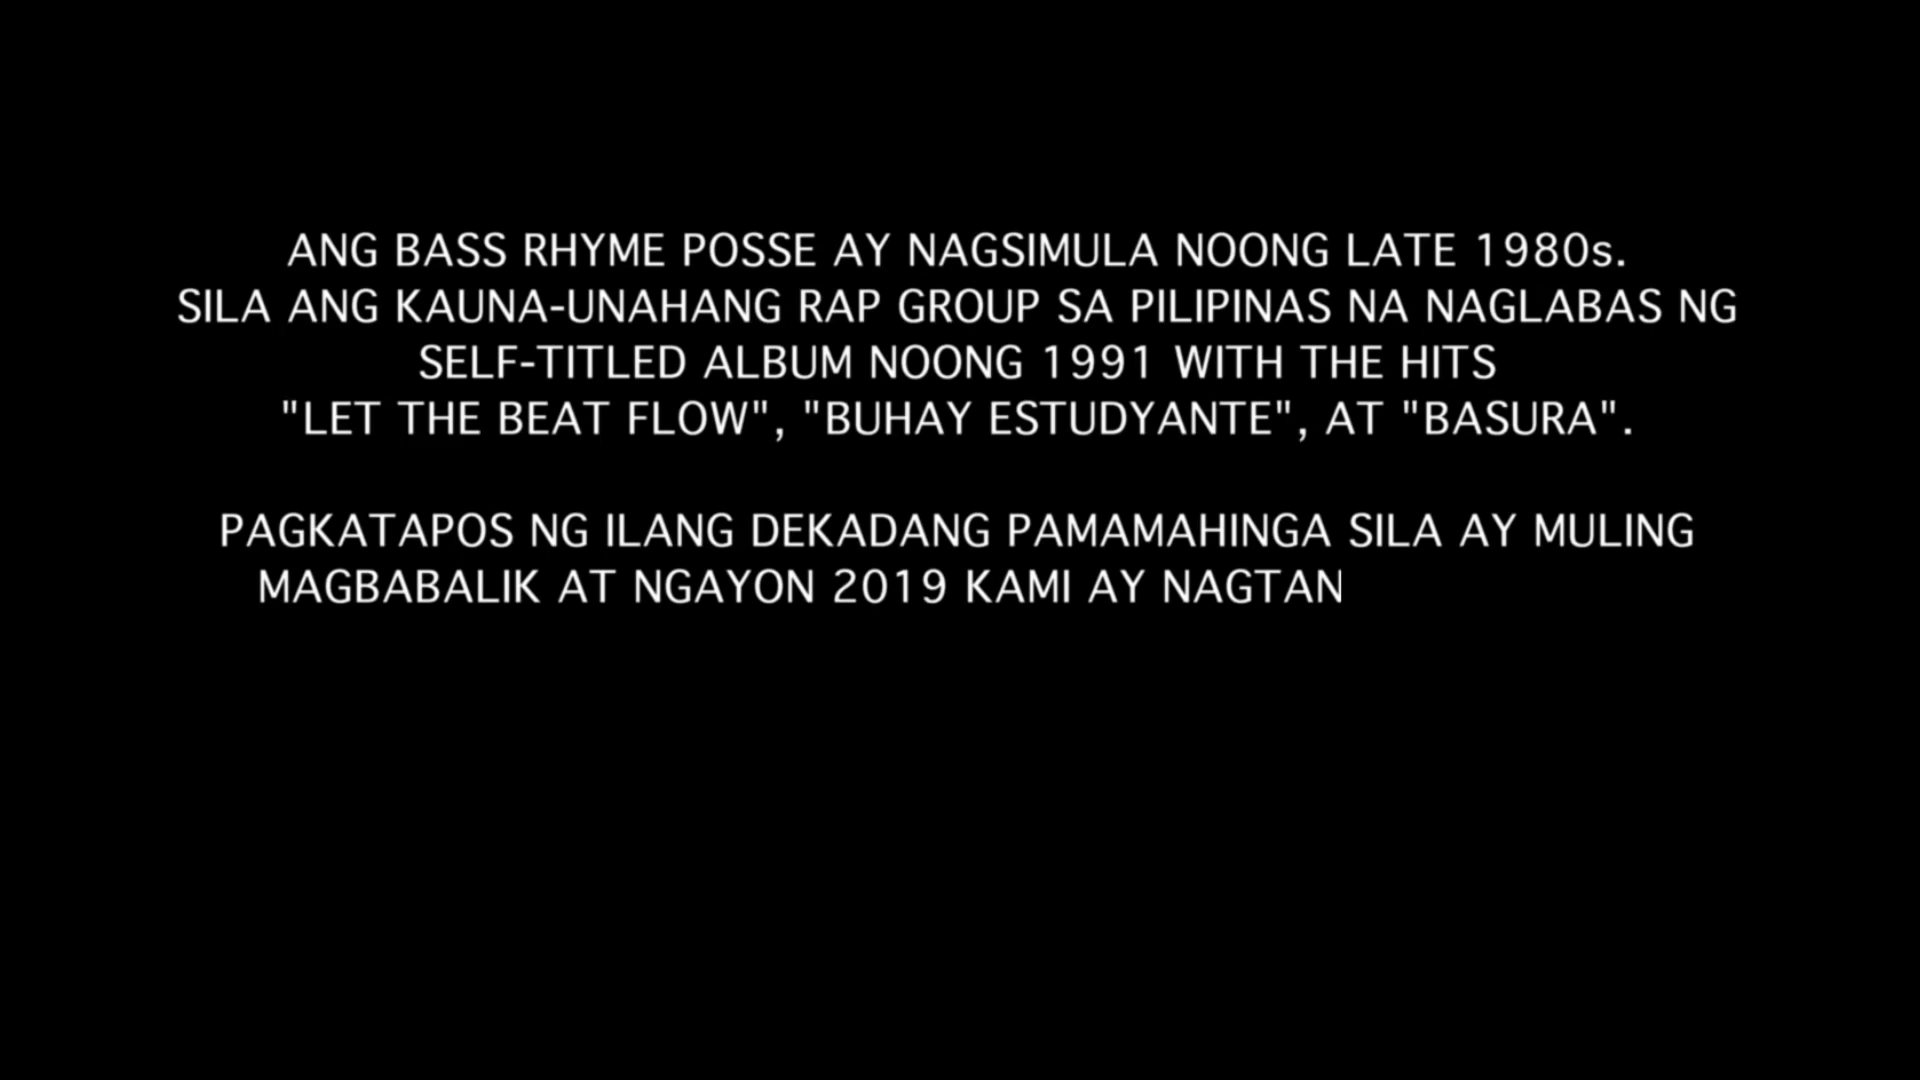 ANG BASS RHYME POSSE AY NAGSIMULA NOONG LATE 1980s.
SILA ANG KAUNA-UNAHANG RAP GROUP SA PILIPINAS NA NAGLABAS NG
SELF-TITLED ALBUM NOONG 1991 WITH THE HITS
"LET THE BEAT FLOW", "BUHAY ESTUDYANTE", AT "BASURA".
PAGKATAPOS NG ILANG DEKADANG PAMAMAHINGA SILA AY MULING
MAGBABALIK AT NGAYON 2019 KAMI AY NAGTAN